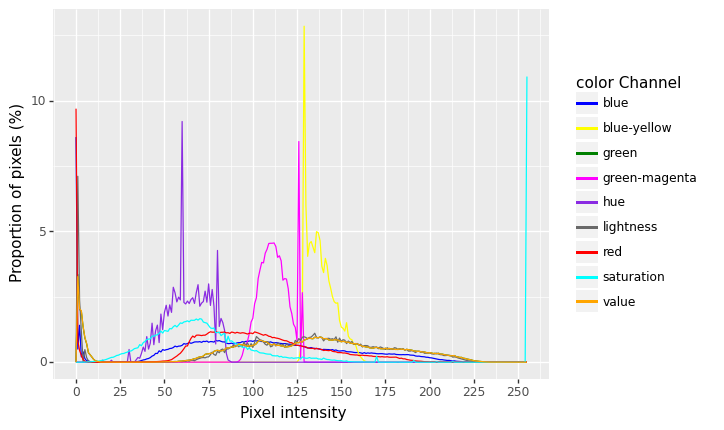 color Channel
blue
blue-yellow
green
green-magenta
hue
lightness
red
saturation
value
10
5
0
Proportion of pixels (%)
0 25 50 75 100 125 150 175 200 225 250
Pixel intensity